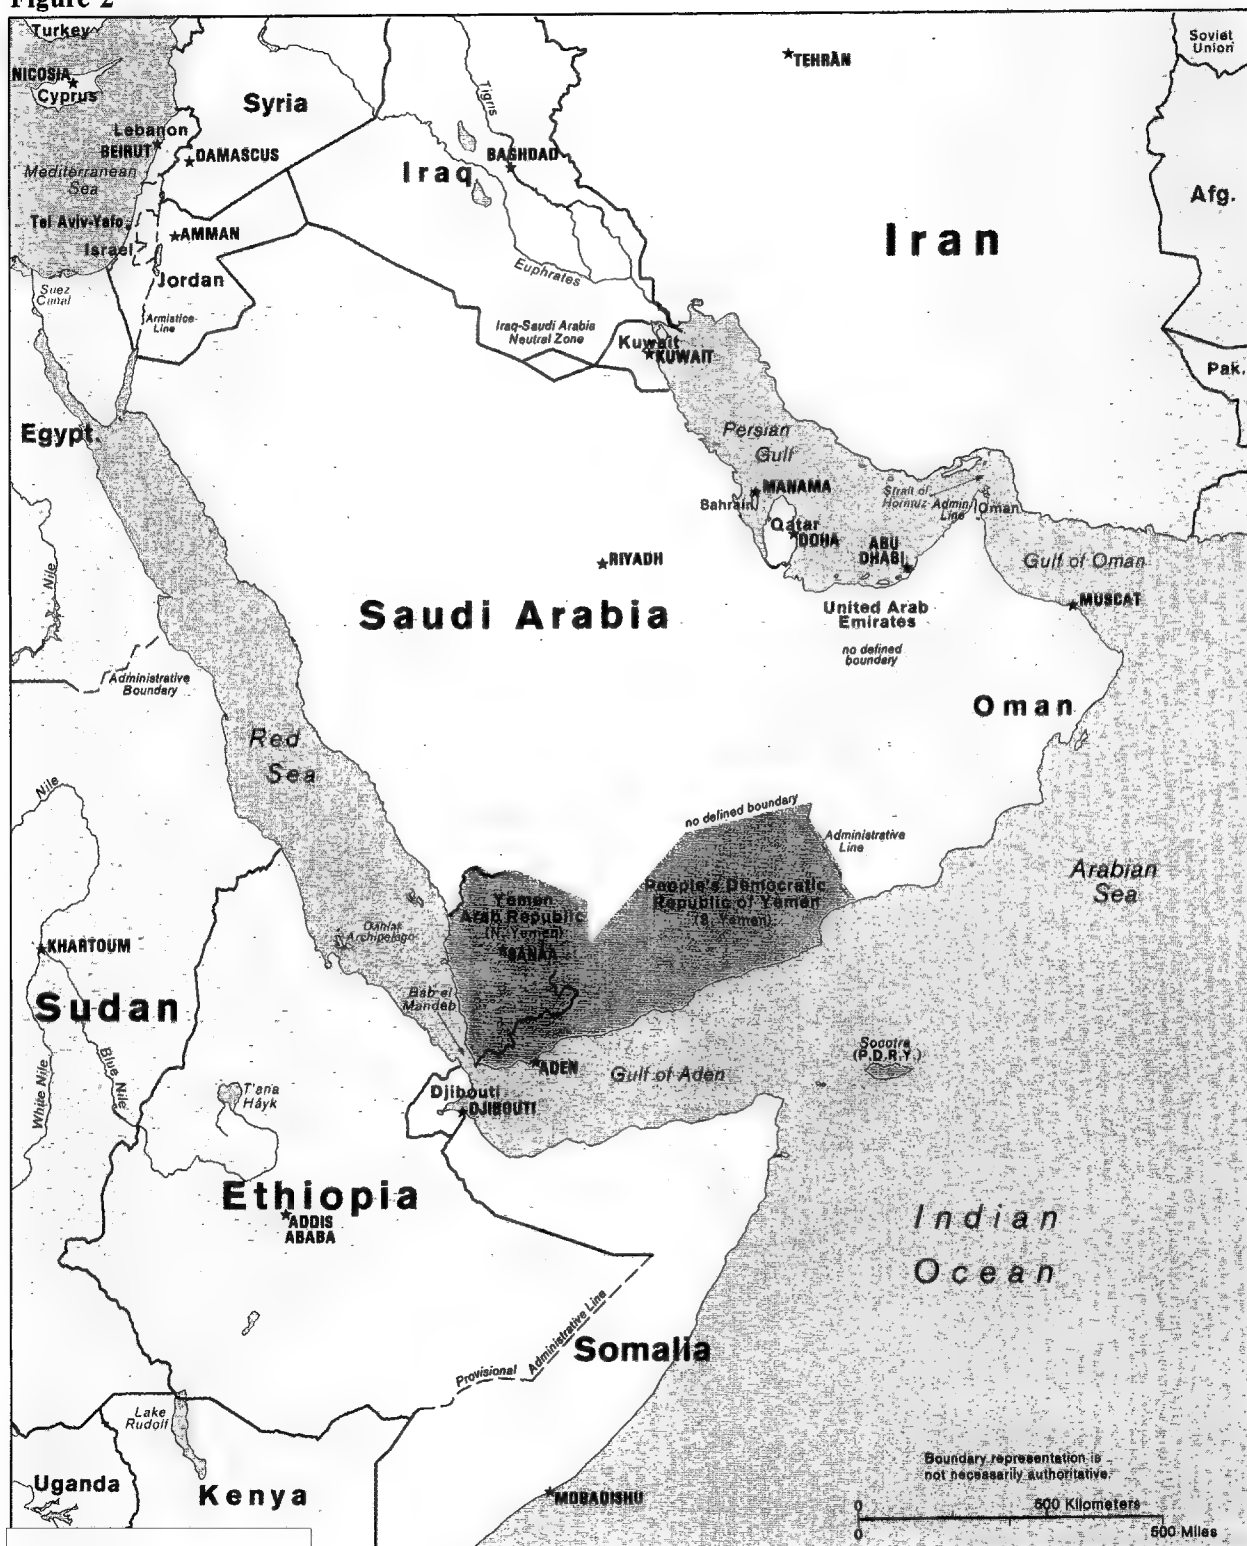 Figure 2
Turkey
NICOSIA
Cyprus
Syria
Tigris
TEHRĀN
Soviet
Union
Lebanon
BEIRUT
DAMASCUS
Mediterranean
Sea
BAGHDAD
Iraq
Afg.
Tel Aviv-Yafo
Israel
AMMAN
Iran
Jordan
Euphrates
Suez
Canal
Armistice
Line
Iraq-Saudi Arabia
Neutral Zone
Kuwait
KUWAIT
Pak.
Egypt
Persian
Gulf
Strait of
Hormuz
Admin.
Line
Oman
MANAMA
Bahrain
Qatar
DOHA
ABU
DHABI
Gulf of Oman
RIYADH
MUSCAT
Nile
Saudi Arabia
United Arab
Emirates
no defined
boundary
Administrative
Boundary
Oman
Red
Sea
Nile
no defined boundary
Administrative
Line
Arabian
Sea
People's Democratic
Republic of Yemen
(S. Yemen)
Yemen
Arab Republic
(N. Yemen)
SANAA
Dahlak
Archipelago
KHARTOUM
Sudan
Bab el
Mandeb
White Nile
Blue Nile
Socotra
(P.D.R.Y.)
ADEN
Gulf of Aden
T'ana
Hāyk
Djibouti
DJIBOUTI
Ethiopia
ADDIS
ABABA
Indian
Ocean
Provisional Administrative Line
Somalia
Lake
Rudolf
Uganda
Kenya
MOGADISHU
Boundary representation is
not necessarily authoritative.
0 500 Kilometers
0 500 Miles